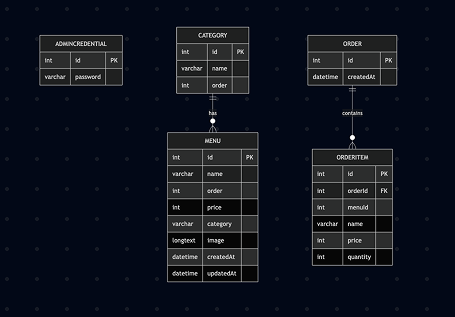 ADMINCREDENTIAL
int id PK
varchar password
CATEGORY
int id PK
varchar name
int order
has
MENU
int id PK
varchar name
int order
int price
varchar category
longtext image
datetime createdAt
datetime updatedAt
ORDER
int id PK
datetime createdAt
contains
ORDERITEM
int id PK
int orderId FK
int menuId
varchar name
int price
int quantity